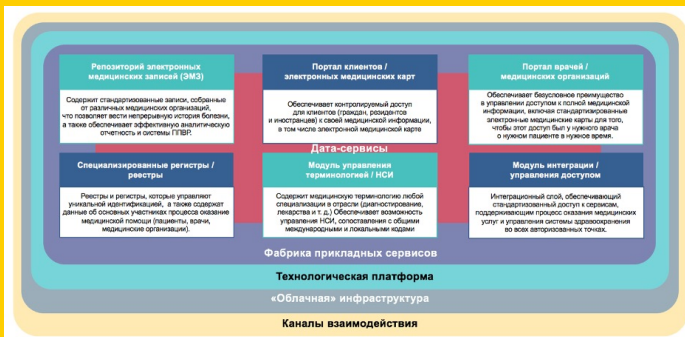 Репозиторий электронных
медицинских записей (ЭМЗ)
Содержит стандартизованные записи, собранные
от различных медицинских организаций,
что позволяет вести непрерывную история болезни,
а также обеспечивает эффективную аналитическую
отчетность и системы ППВР.
Портал клиентов /
электронных медицинских карт
Обеспечивает контролируемый доступ
для клиентов (граждан, резидентов
и иностранцев) к своей медицинской информации,
в том числе электронной медицинской карте
Портал врачей /
медицинских организаций
Обеспечивает безусловное преимущество
в управлении доступом к полной медицинской
информации, включая стандартизованные
электронные медицинские карты для того,
чтобы этот доступ был у нужного врача
о нужном пациенте в нужное время.
Дата-сервисы
Специализированные регистры /
реестры
Реестры и регистры, которые управляют
уникальной идентификацией, а также содержат
данные об основных участниках процесса оказание
медицинской помощи (пациенты, врачи,
медицинские организации).
Модуль управления
терминологией / НСИ
Содержит медицинскую терминологию любой
специализации в отрасли (диагностирование,
лекарства и т. д.) Обеспечивает возможность
управления НСИ, сопоставления с общими
международными и локальными кодами
Модуль интеграции /
управления доступом
Интеграционный слой, обеспечивающий
стандартизованный доступ к сервисам,
поддерживающим процесс оказания медицинских
услуг и управления системы здравоохранения
во всех авторизованных точках.
Фабрика прикладных сервисов
Технологическая платформа
«Облачная» инфраструктура
Каналы взаимодействия